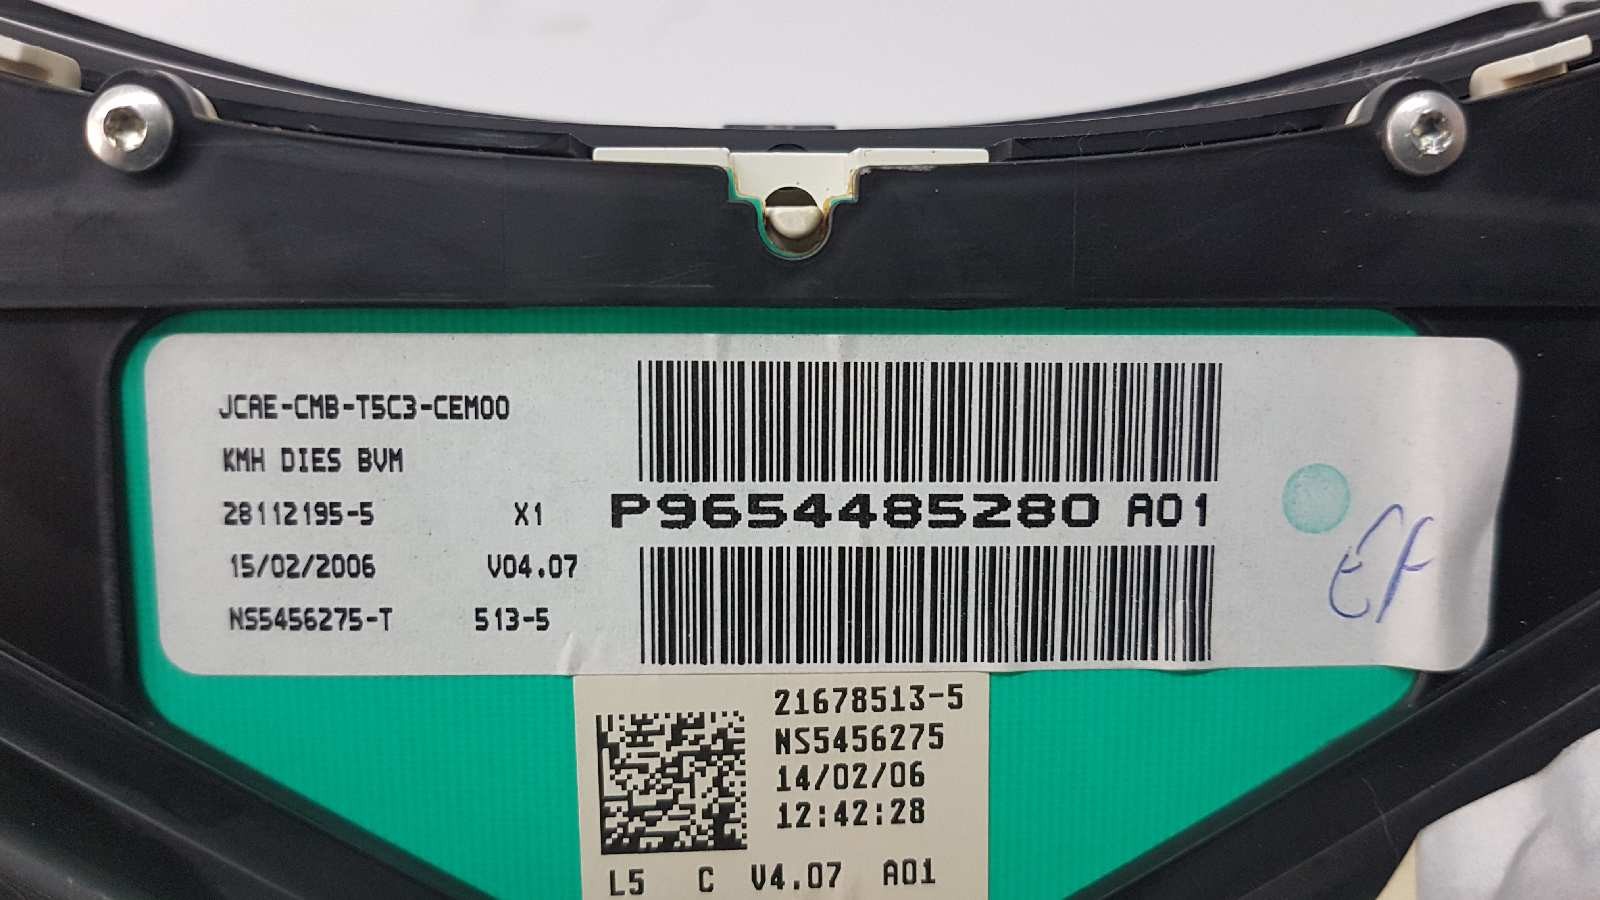 JCAE-CMB-T5C3-CEM00
KMH DIES BVM
28112195-5 X1
15/02/2006 V04.07
NS5456275-T 513-5
P9654485280 A01
EF
21678513-5
NS5456275
14/02/06
12:42:28
L5 C V4.07 A01